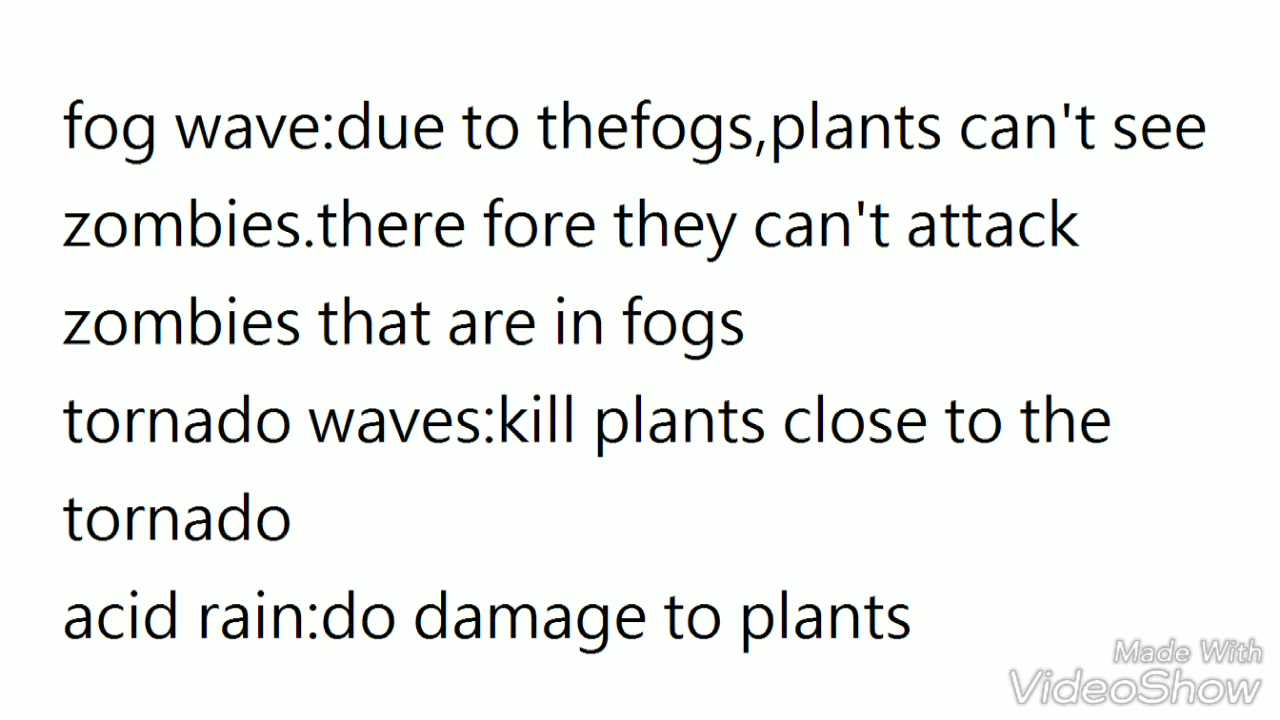 fog wave:due to thefogs,plants can't see
zombies.there fore they can't attack
zombies that are in fogs
tornado waves:kill plants close to the
tornado
acid rain:do damage to plants
Made With
VideoShow